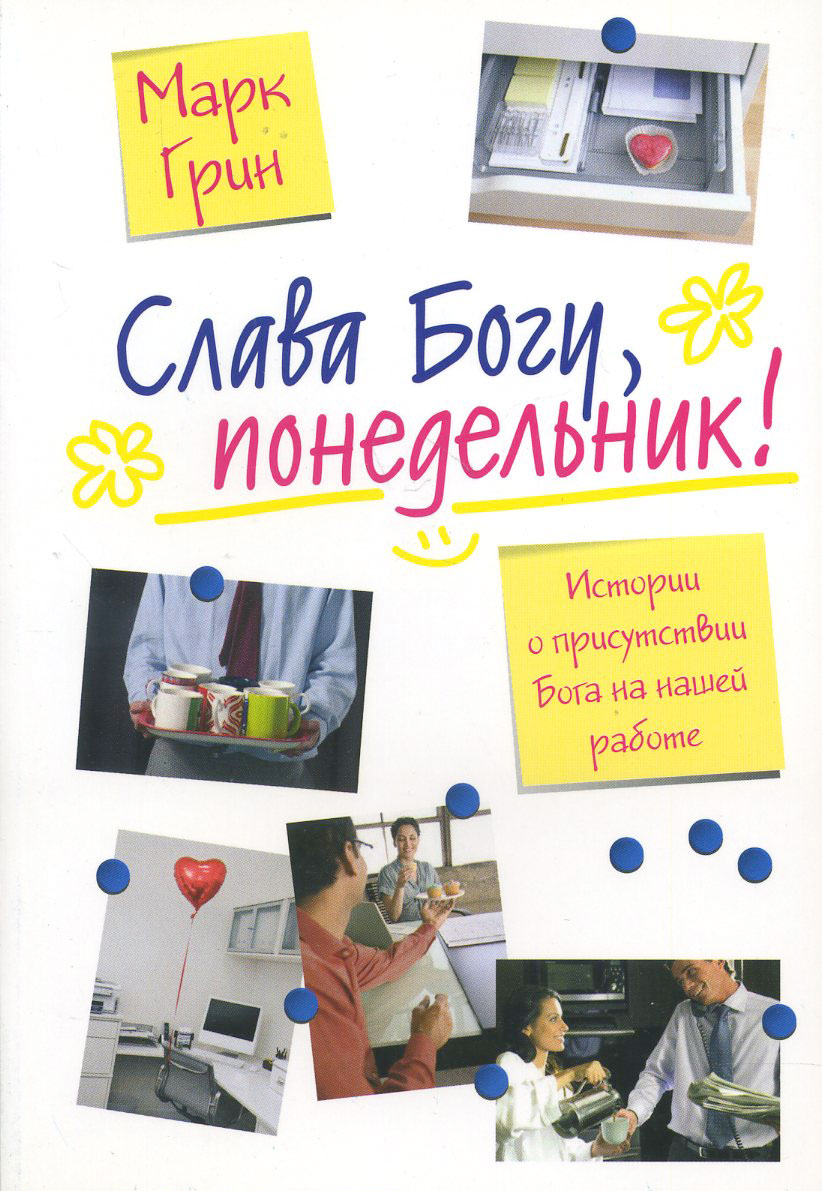 Марк
Грин
Слава Богу,
понедельник!
Истории
о присутствии
Бога на нашей
работе